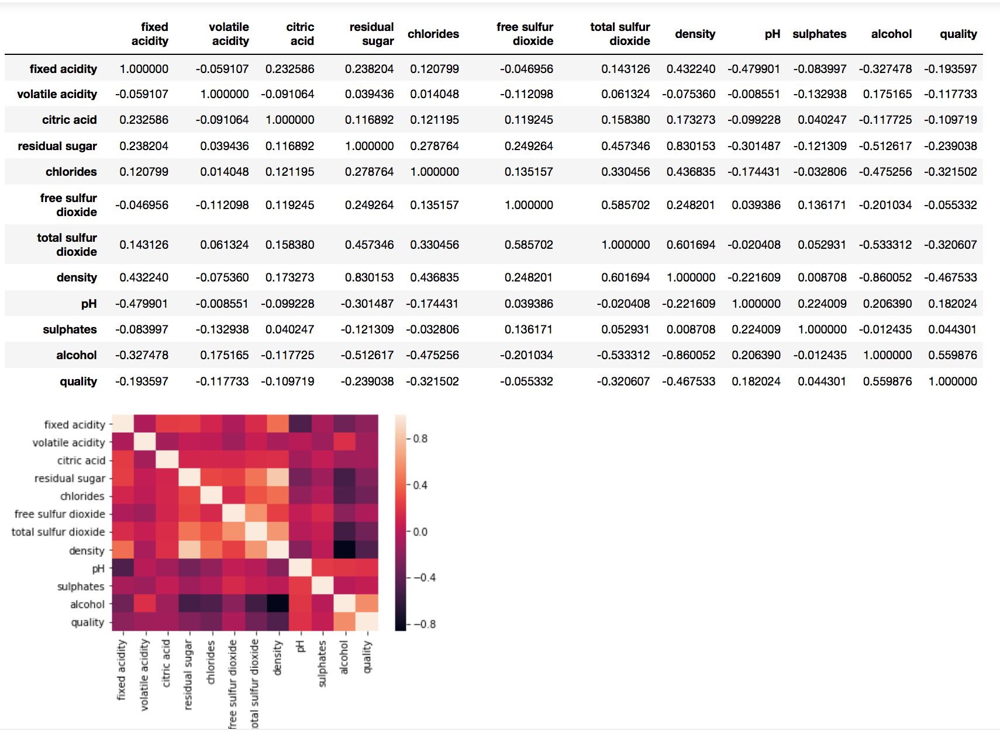 fixed acidity volatile acidity citric acid residual sugar chlorides free sulfur dioxide total sulfur dioxide density pH sulphates alcohol quality
fixed acidity 1.000000 -0.059107 0.232586 0.238204 0.120799 -0.046956 0.143126 0.432240 -0.479901 -0.083997 -0.327478 -0.193597
volatile acidity -0.059107 1.000000 -0.091064 0.039436 0.014048 -0.112098 0.061324 -0.075360 -0.008551 -0.132938 0.175165 -0.117733
citric acid 0.232586 -0.091064 1.000000 0.116892 0.121195 0.119245 0.158380 0.173273 -0.099228 0.040247 -0.117725 -0.109719
residual sugar 0.238204 0.039436 0.116892 1.000000 0.278764 0.249264 0.457346 0.830153 -0.301487 -0.121309 -0.512617 -0.239038
chlorides 0.120799 0.014048 0.121195 0.278764 1.000000 0.135157 0.330456 0.436835 -0.174431 -0.032806 -0.475256 -0.321502
free sulfur dioxide -0.046956 -0.112098 0.119245 0.249264 0.135157 1.000000 0.585702 0.248201 0.039386 0.136171 -0.201034 -0.055332
total sulfur dioxide 0.143126 0.061324 0.158380 0.457346 0.330456 0.585702 1.000000 0.601694 -0.020408 0.052931 -0.533312 -0.320607
density 0.432240 -0.075360 0.173273 0.830153 0.436835 0.248201 0.601694 1.000000 -0.221609 0.008708 -0.860052 -0.467533
pH -0.479901 -0.008551 -0.099228 -0.301487 -0.174431 0.039386 -0.020408 -0.221609 1.000000 0.224009 0.206390 0.182024
sulphates -0.083997 -0.132938 0.040247 -0.121309 -0.032806 0.136171 0.052931 0.008708 0.224009 1.000000 -0.012435 0.044301
alcohol -0.327478 0.175165 -0.117725 -0.512617 -0.475256 -0.201034 -0.533312 -0.860052 0.206390 -0.012435 1.000000 0.559876
quality -0.193597 -0.117733 -0.109719 -0.239038 -0.321502 -0.055332 -0.320607 -0.467533 0.182024 0.044301 0.559876 1.000000
fixed acidity
volatile acidity
citric acid
residual sugar
chlorides
free sulfur dioxide
total sulfur dioxide
density
pH
sulphates
alcohol
quality
0.8
0.4
0.0
−0.4
−0.8
fixed acidity
volatile acidity
citric acid
residual sugar
chlorides
free sulfur dioxide
otal sulfur dioxide
density
pH
sulphates
alcohol
quality